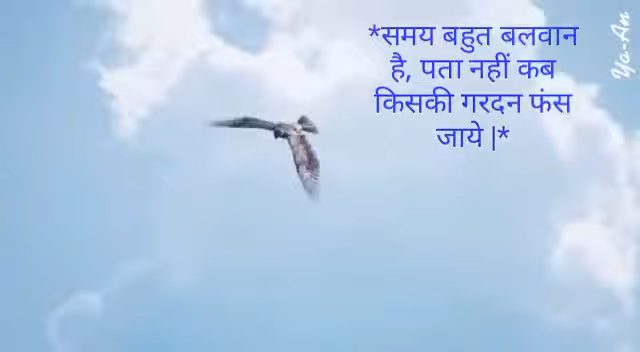 *समय बहुत बलवान
है, पता नहीं कब
किसकी गरदन फंस
जाये |*
Ya-An